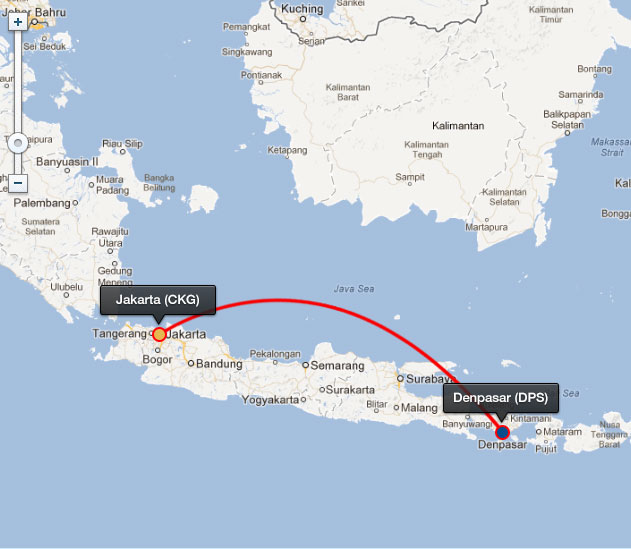 Kuching
Sarikei
Serian
Johor Bahru
Sei Beduk
Pemangkat
Singkawang
Pontianak
Kalimantan
Timur
Bontang
Kalimantan
Barat
Samarinda
Balikpapan
Selatan
Kalimantan
Makassar
Strait
Riau Silip
Banyuasin II
Ketapang
Kalimantan
Tengah
Muara
Padang
Bangka
Belitung
Sampit
Palembang
Kalimantan
Selatan
Sumatera
Selatan
Rawajitu
Utara
Martapura
Gedung
Meneng
Ulubelu
Java Sea
Jakarta (CKG)
Tangerang
Jakarta
Bogor
Bandung
Pekalongan
Semarang
Surabaya
Sea
Surakarta
Yogyakarta
Blitar
Malang
Denpasar (DPS)
Banyuwangi
Kintamani
Denpasar
Mataram
Pujut
Nusa
Tenggara
Barat